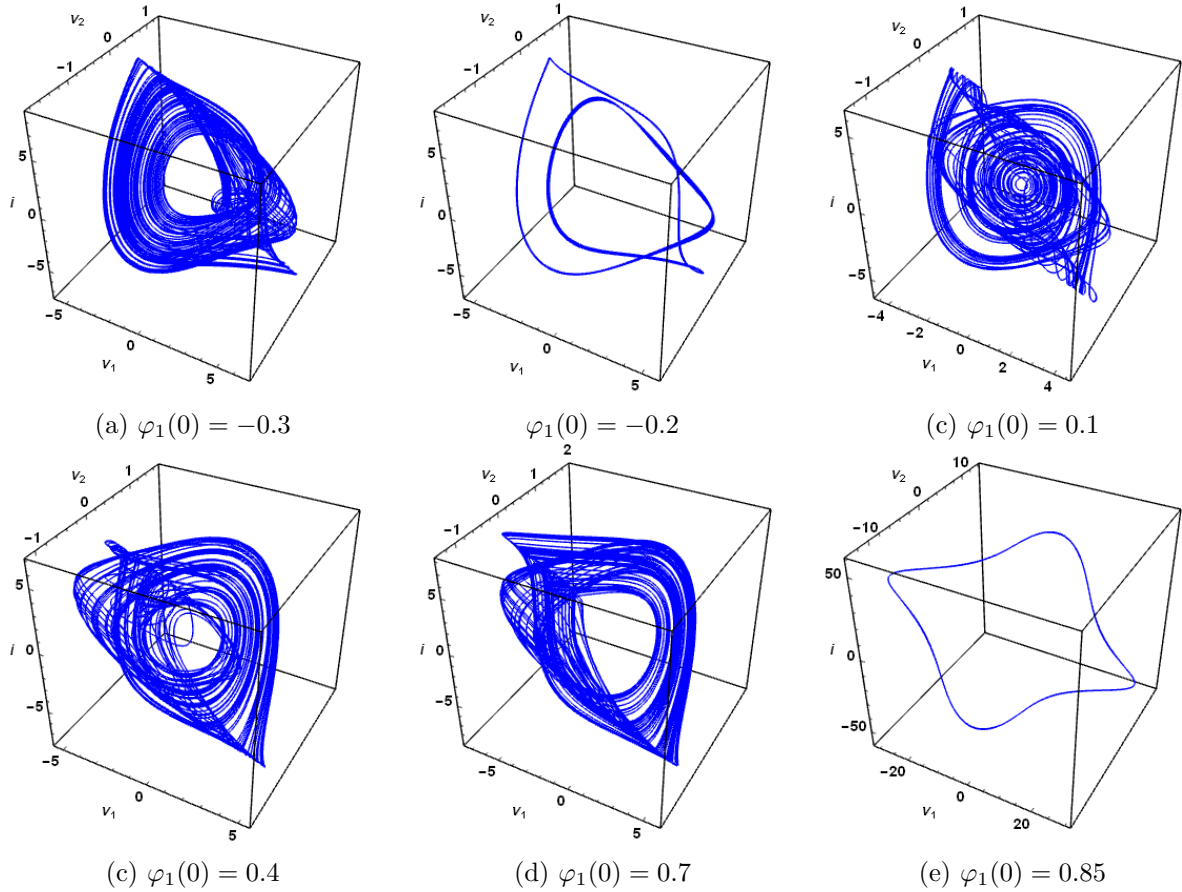 v₂ 1 0 −1 5 i 0 −5 −5 0 v₁ 5
v₂ 1 0 −1 5 i 0 −5 −5 0 v₁ 5
v₂ 1 0 −1 5 i 0 −5 −4 −2 0 v₁ 2 4
(a) φ₁(0) = −0.3
φ₁(0) = −0.2
(c) φ₁(0) = 0.1
v₂ 1 0 −1 5 i 0 −5 −5 0 v₁ 5
v₂ 2 1 0 −1 5 i 0 −5 −5 0 v₁ 5
v₂ 10 0 −10 50 i 0 −50 −20 0 v₁ 20
(c) φ₁(0) = 0.4
(d) φ₁(0) = 0.7
(e) φ₁(0) = 0.85